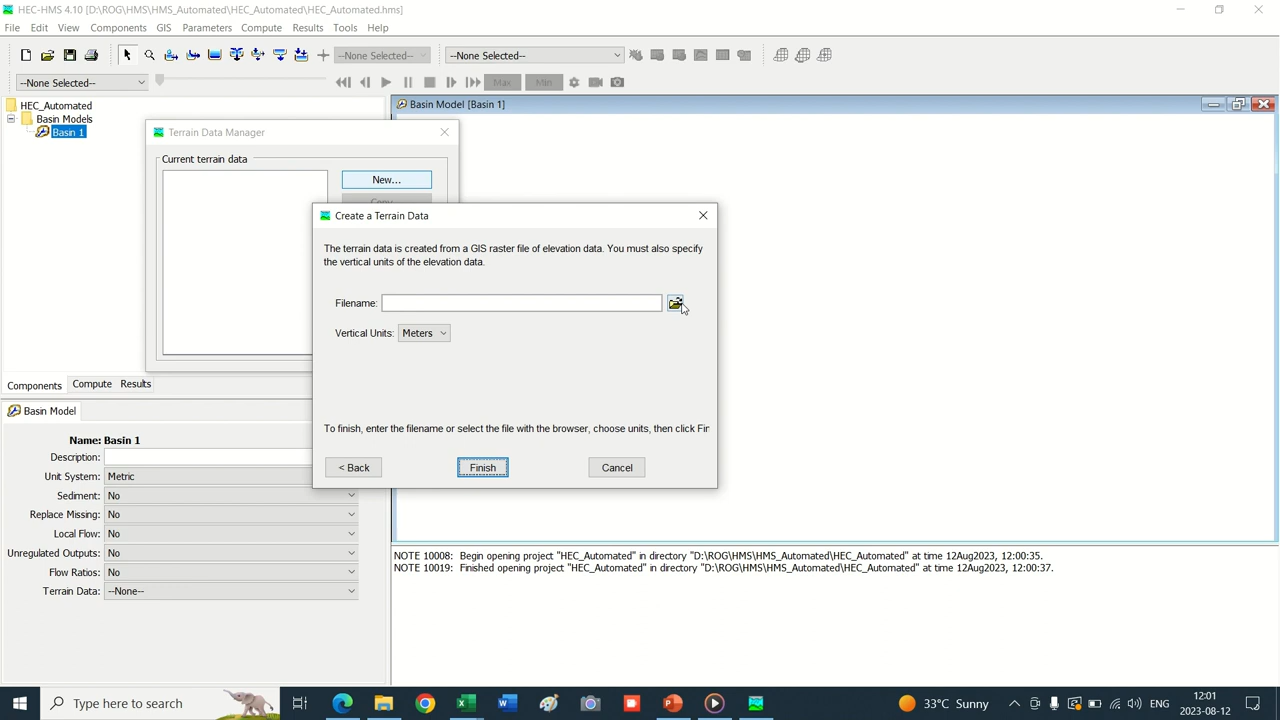 HEC-HMS 4.10 [D:\ROG\HMS\HMS_Automated\HEC_Automated\HEC_Automated.hms]
File Edit View Components GIS Parameters Compute Results Tools Help
--None Selected-- --None Selected--
--None Selected-- Max Min
HEC_Automated
Basin Models
Basin 1
Basin Model [Basin 1]
Terrain Data Manager
Current terrain data
New...
Create a Terrain Data
The terrain data is created from a GIS raster file of elevation data. You must also specify
the vertical units of the elevation data.
Filename:
Vertical Units: Meters
To finish, enter the filename or select the file with the browser, choose units, then click Fin
< Back Finish Cancel
Components Compute Results
Basin Model
Name: Basin 1
Description:
Unit System: Metric
Sediment: No
Replace Missing: No
Local Flow: No
Unregulated Outputs: No
Flow Ratios: No
Terrain Data: --None--
NOTE 10008: Begin opening project "HEC_Automated" in directory "D:\ROG\HMS\HMS_Automated\HEC_Automated" at time 12Aug2023, 12:00:35.
NOTE 10019: Finished opening project "HEC_Automated" in directory "D:\ROG\HMS\HMS_Automated\HEC_Automated" at time 12Aug2023, 12:00:37.
Type here to search
33°C Sunny
ENG
12:01
2023-08-12